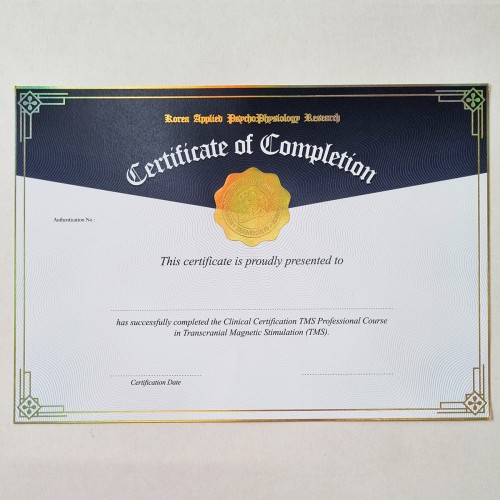 Korea Applied PsychoPhysiology Research
Certificate of Completion
Authentication No :
This certificate is proudly presented to
has successfully completed the Clinical Certification TMS Professional Course
in Transcranial Magnetic Stimulation (TMS).
Certification Date